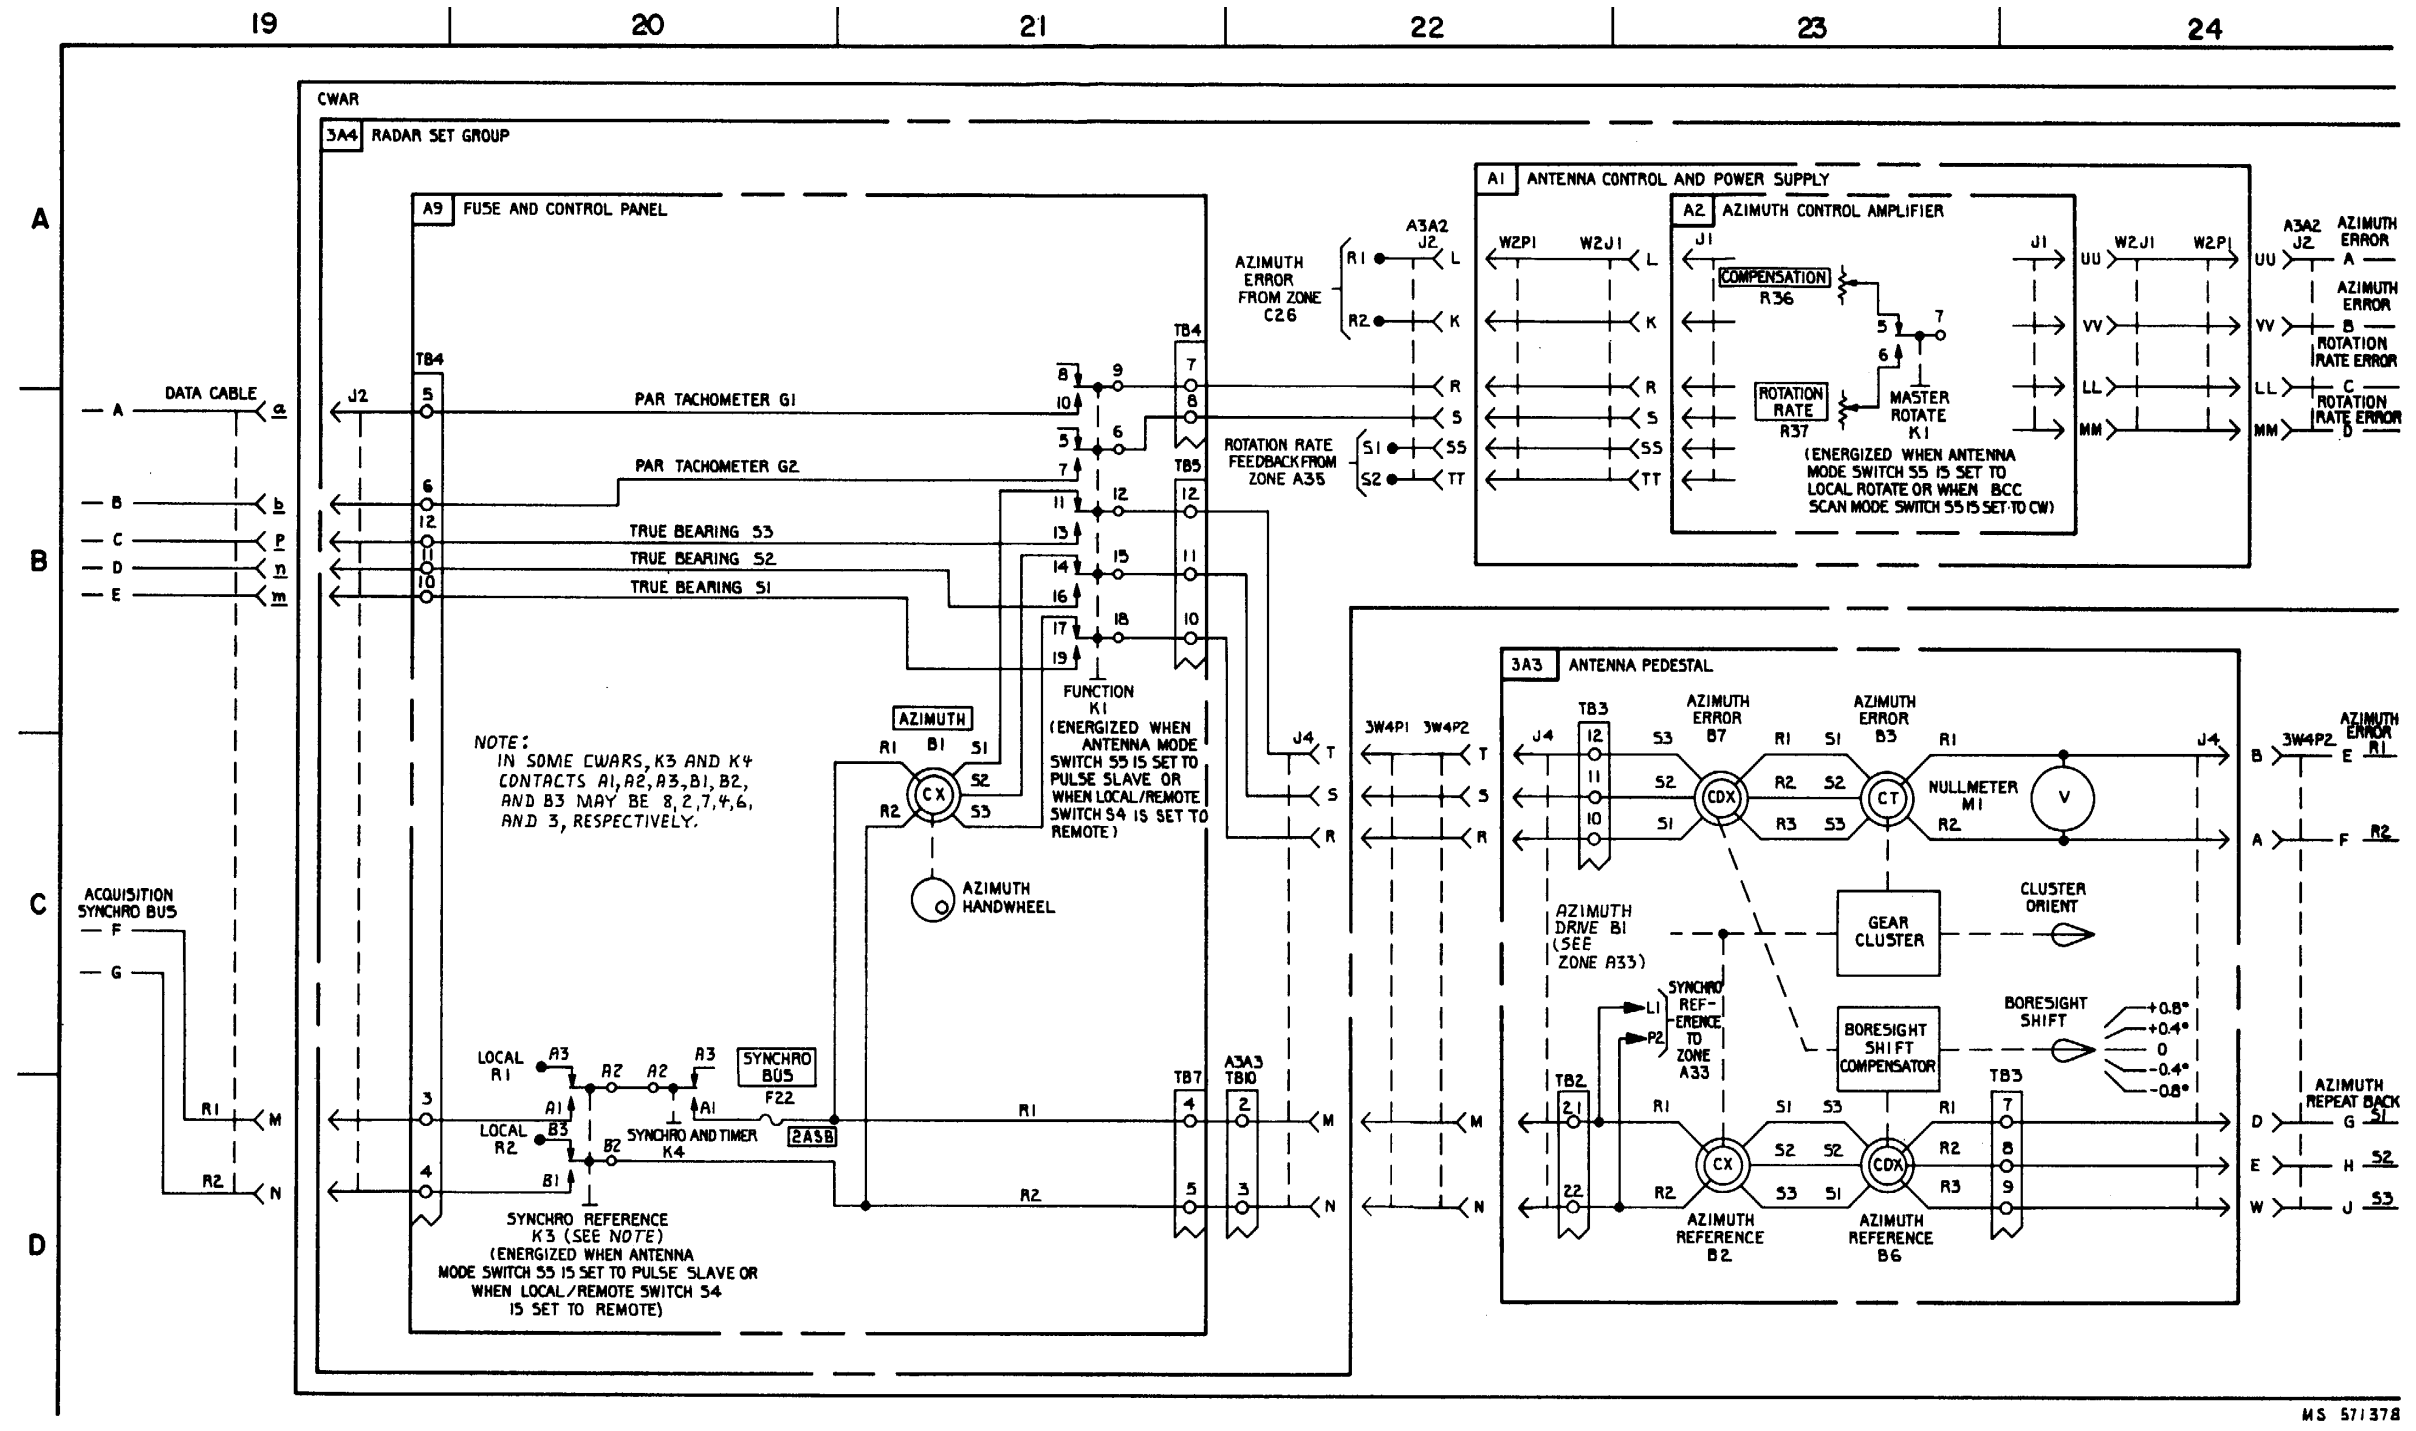 19 20 21 22 23 24
A
B
C
D
CWAR
3A4 RADAR SET GROUP
A9 FUSE AND CONTROL PANEL
TB4
DATA CABLE
J2
A a 5
PAR TACHOMETER G1
8 9 7
10 8
TB4
B b 6
PAR TACHOMETER G2
5 6
7
TB5
C p 12
TRUE BEARING S3
11 12 12
13
D n 11
TRUE BEARING S2
14 15 11
16
E m 10
TRUE BEARING S1
17 18 10
19
FUNCTION
K1
(ENERGIZED WHEN
ANTENNA MODE
SWITCH S5 IS SET TO
PULSE SLAVE OR
WHEN LOCAL/REMOTE
SWITCH S4 IS SET TO
REMOTE)
NOTE:
IN SOME CWARS, K3 AND K4
CONTACTS A1, A2, A3, B1, B2,
AND B3 MAY BE 8, 2, 7, 4, 6,
AND 3, RESPECTIVELY.
AZIMUTH
R1 B1 S1
CX S2
R2 S3
AZIMUTH
HANDWHEEL
ACQUISITION
SYNCHRO BUS
F
G
R1 M 3
R2 N 4
LOCAL
R1
A3 A2 A2 A3
A1 A1
LOCAL
R2
B3 B2
B1
SYNCHRO
BUS
F22
2ASB
SYNCHRO AND TIMER
K4
SYNCHRO REFERENCE
K3 (SEE NOTE)
(ENERGIZED WHEN ANTENNA
MODE SWITCH S5 IS SET TO PULSE SLAVE OR
WHEN LOCAL/REMOTE SWITCH S4
IS SET TO REMOTE)
R1
R2
TB7
4
5
A3A3
TB10
2
3
M
N
J4
T
S
R
3W4P1 3W4P2
T
S
R
M
N
AZIMUTH
ERROR
FROM ZONE
C26
R1
R2
A3A2
J2
L
K
R
S
SS
TT
ROTATION RATE
FEEDBACK FROM
ZONE A35
S1
S2
A1 ANTENNA CONTROL AND POWER SUPPLY
W2P1 W2J1
L
K
R
S
SS
TT
A2 AZIMUTH CONTROL AMPLIFIER
J1
COMPENSATION
R36
5 7
6
ROTATION
RATE
R37
MASTER
ROTATE
K1
(ENERGIZED WHEN ANTENNA
MODE SWITCH S5 IS SET TO
LOCAL ROTATE OR WHEN BCC
SCAN MODE SWITCH S5 IS SET TO CW)
J1 W2J1 W2P1
A3A2
J2
UU UU A
VV VV B
LL LL C
MM MM D
AZIMUTH
ERROR
AZIMUTH
ERROR
ROTATION
RATE ERROR
ROTATION
RATE ERROR
3A3 ANTENNA PEDESTAL
J4
TB3
12
11
10
AZIMUTH
ERROR
B7
AZIMUTH
ERROR
B3
S3 R1 S1 R1
S2 CDX R2 S2 CT
S1 R3 S3 R2
NULLMETER
M1
V
J4
B 3W4P2 E
A F
AZIMUTH
ERROR
R1
R2
AZIMUTH
DRIVE B1
(SEE
ZONE A33)
GEAR
CLUSTER
CLUSTER
ORIENT
L1
P2
SYNCHRO
REF-
ERENCE
TO
ZONE
A33
BORESIGHT
SHIFT
COMPENSATOR
BORESIGHT
SHIFT
+0.8°
+0.4°
0
-0.4°
-0.8°
TB2
21
22
R1 S1 S3 R1
CX S2 S2 CDX R2
R2 S3 S1 R3
AZIMUTH
REFERENCE
B2
AZIMUTH
REFERENCE
B6
TB3
7
8
9
D G
E H
W J
AZIMUTH
REPEAT BACK
S1
S2
S3
MS 571378